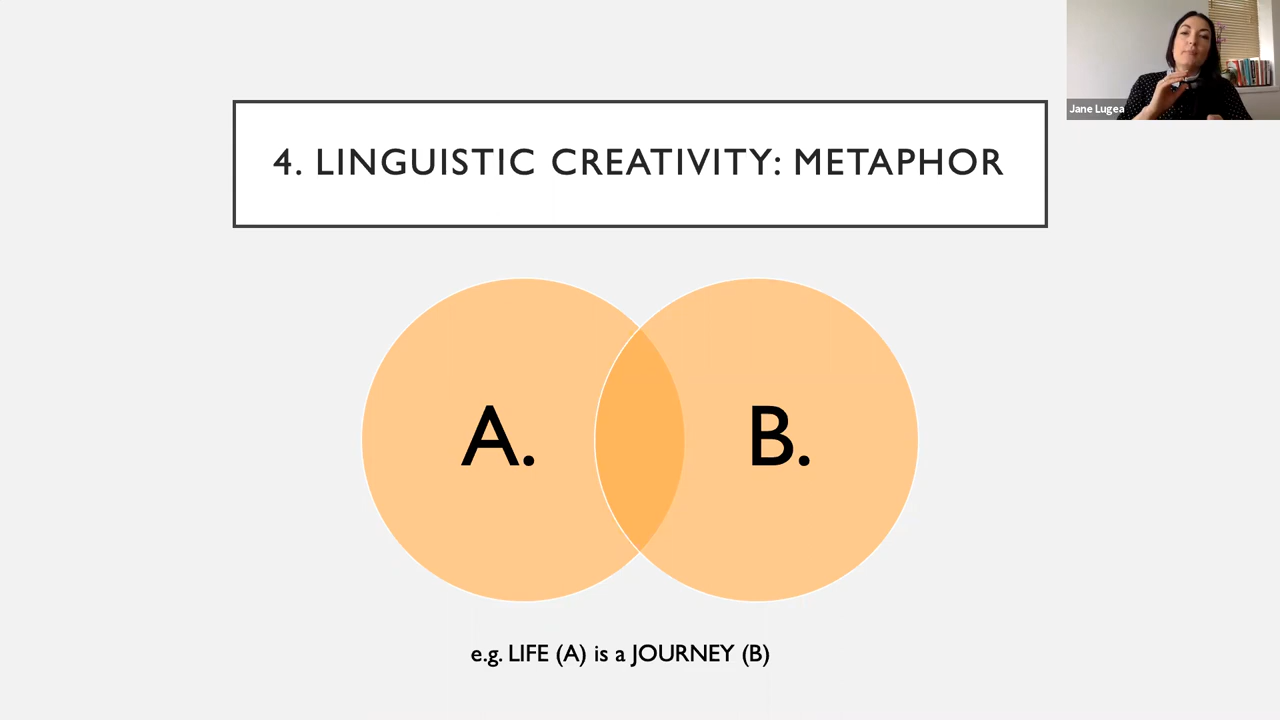 Jane Lugea
4. LINGUISTIC CREATIVITY: METAPHOR
A.
B.
e.g. LIFE (A) is a JOURNEY (B)